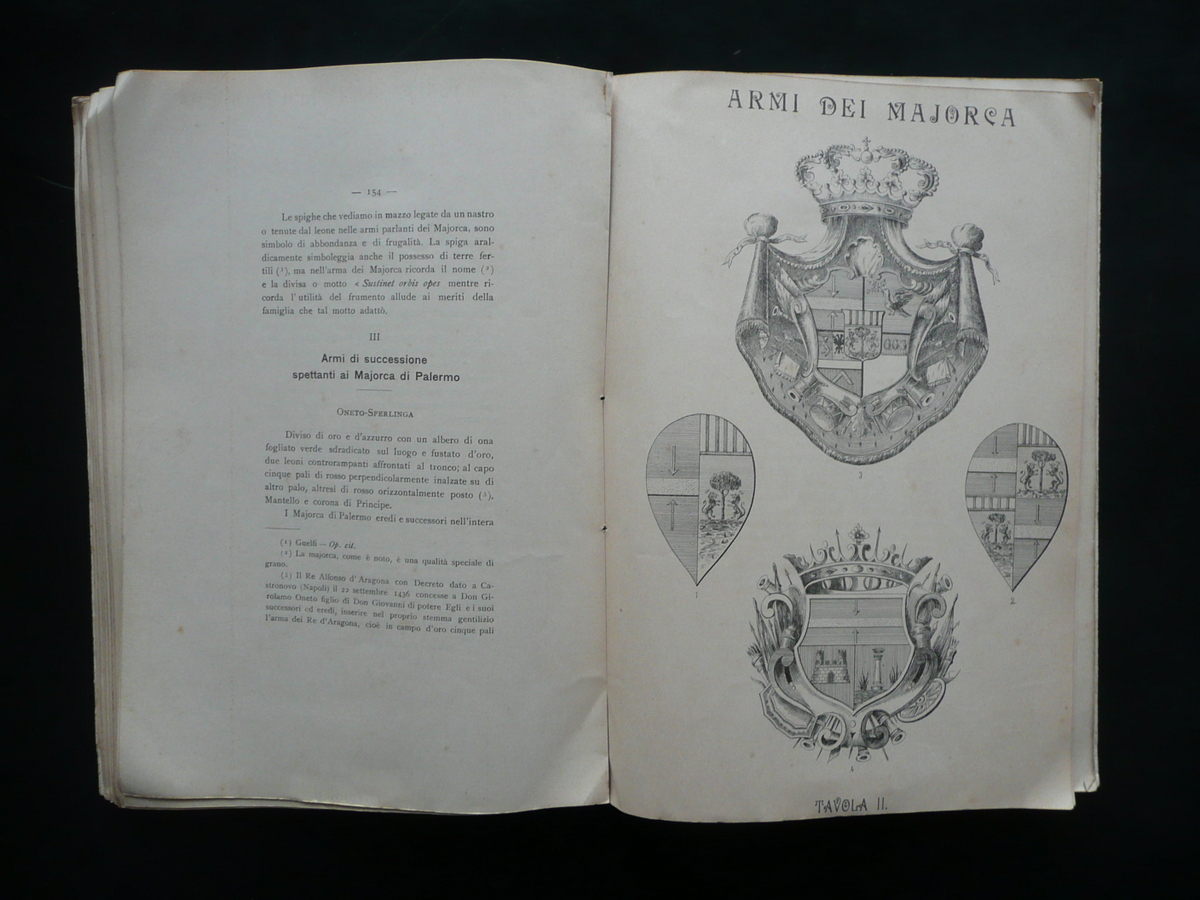 — 154 —
Le spighe che vediamo in mazzo legate da un nastro
o tenute dal leone nelle armi parlanti dei Majorca, sono
simbolo di abbondanza e di frugalità. La spiga aral-
dicamente simboleggia anche il possesso di terre fer-
tili (¹), ma nell'arma dei Majorca ricorda il nome (²)
e la divisa o motto « Sustinet orbis opes mentre ri-
corda l'utilità del frumento allude ai meriti della
famiglia che tal motto adattò.
III
Armi di successione
spettanti ai Majorca di Palermo
Oneto-Sperlinga
Diviso di oro e d'azzurro con un albero di una
fogliato verde sdradicato sul luogo e fustato d'oro,
due leoni controrampanti affrontati al tronco; al capo
cinque pali di rosso perpendicolarmente inalzate su di
altro palo, altresì di rosso orizzontalmente posto (³).
Mantello e corona di Principe.
I Majorca di Palermo eredi e successori nell'intera
(¹) Guelfi — Op. cit.
(²) La majorca, come è noto, è una qualità speciale di
grano.
(³) Il Re Alfonso d'Aragona con Decreto dato a Ca-
stronovo (Napoli) il 22 settembre 1436 concesse a Don Gi-
rolamo Oneto figlio di Don Giovanni di potere Egli e i suoi
successori ed eredi, inserire nel proprio stemma gentilizio
l'arma dei Re d'Aragona, cioè in campo d'oro cinque pali
ARMI DEI MAJORCA
3
1
2
4
TAVOLA II.